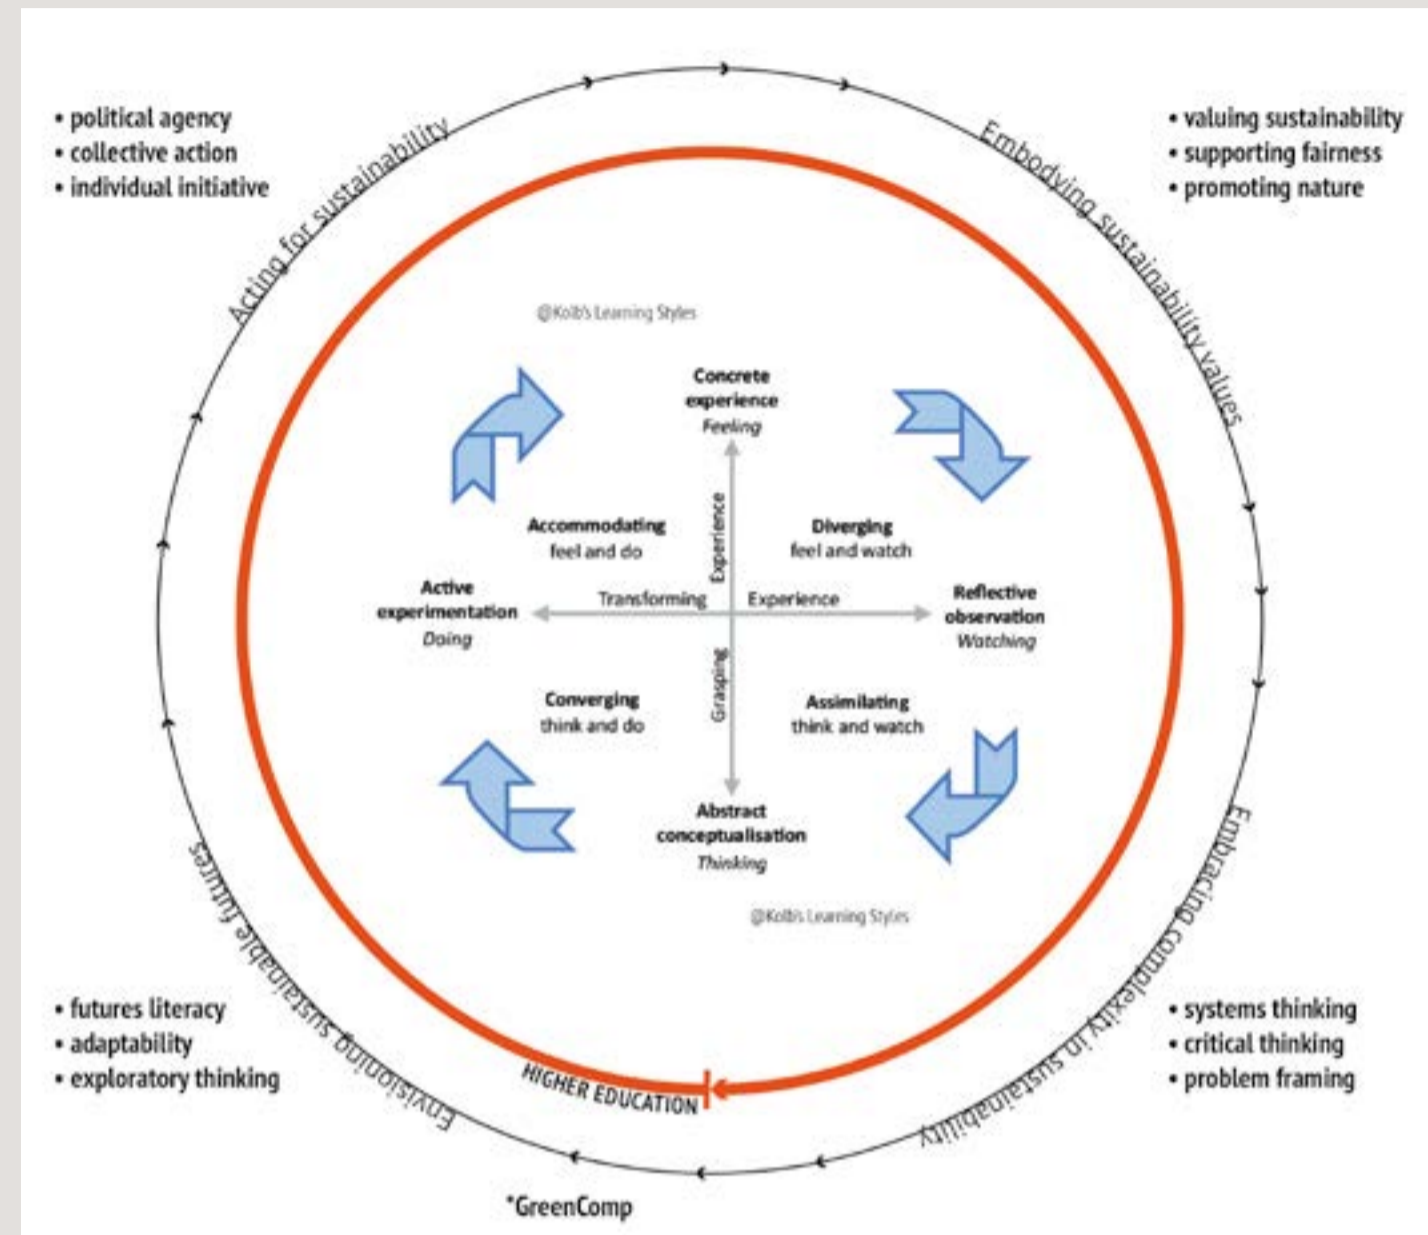 • political agency
• collective action
• individual initiative
• valuing sustainability
• supporting fairness
• promoting nature
Acting for sustainability
Embodying sustainability values
@Kolb's Learning Styles
Concrete
experience
Feeling
Accommodating
feel and do
Experience
Diverging
feel and watch
Active
experimentation
Doing
Transforming
Experience
Reflective
observation
Watching
Grasping
Converging
think and do
Assimilating
think and watch
Abstract
conceptualisation
Thinking
@Kolb's Learning Styles
Envisioning sustainable futures
Embracing complexity in sustainability
• futures literacy
• adaptability
• exploratory thinking
• systems thinking
• critical thinking
• problem framing
HIGHER EDUCATION
*GreenComp